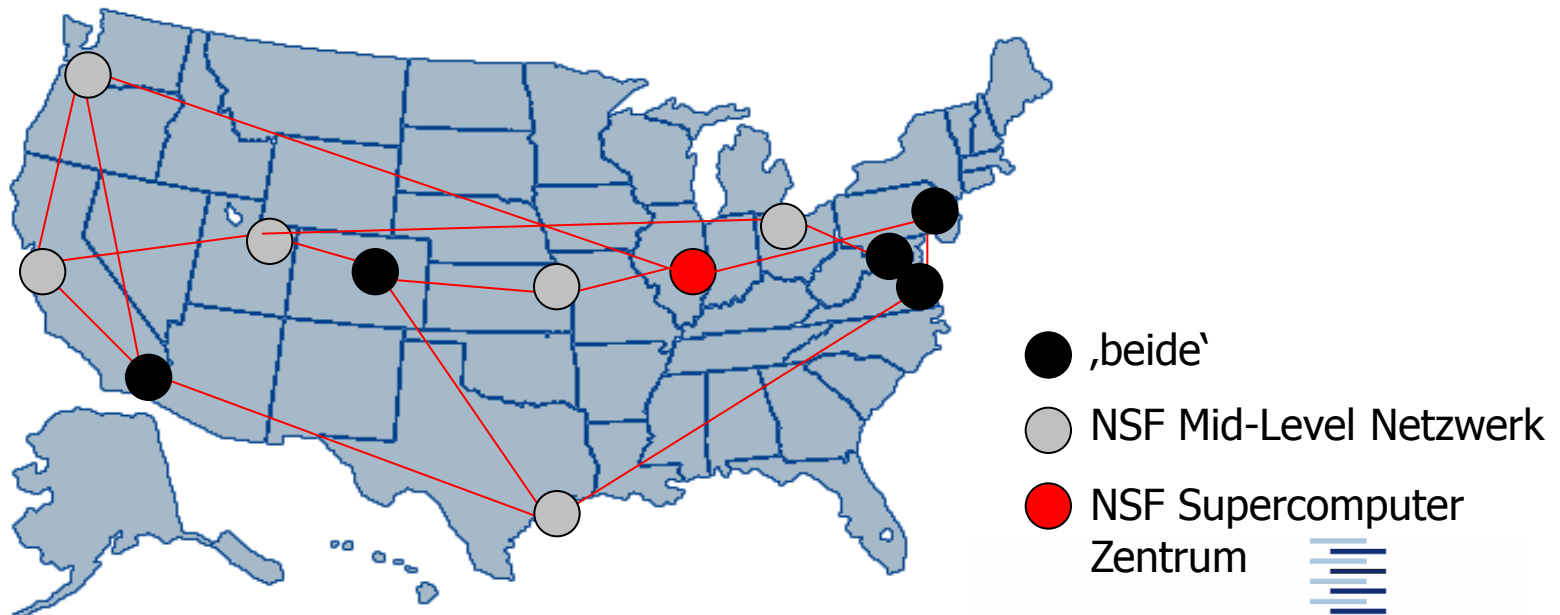 ‚beide‘
NSF Mid-Level Netzwerk
NSF Supercomputer
Zentrum